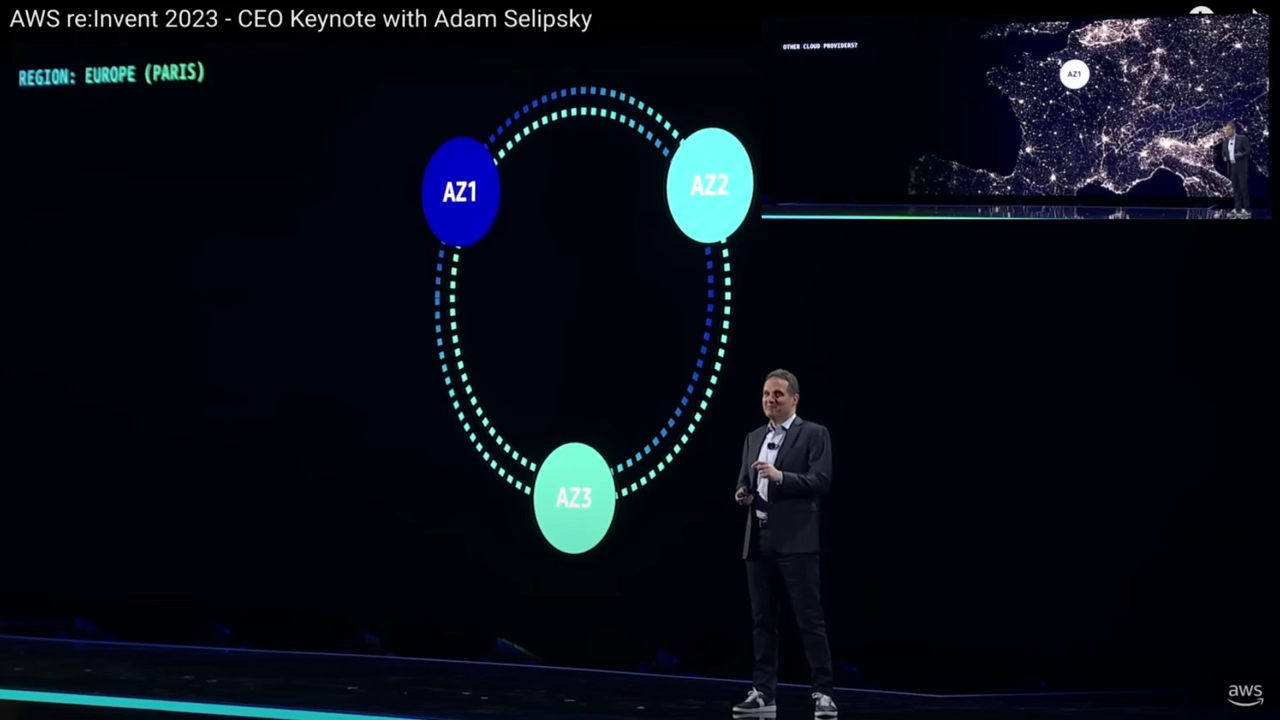 AWS re:Invent 2023 - CEO Keynote with Adam Selipsky
REGION: EUROPE (PARIS)
OTHER CLOUD PROVIDERS?
AZ1
AZ1
AZ2
AZ3
aws